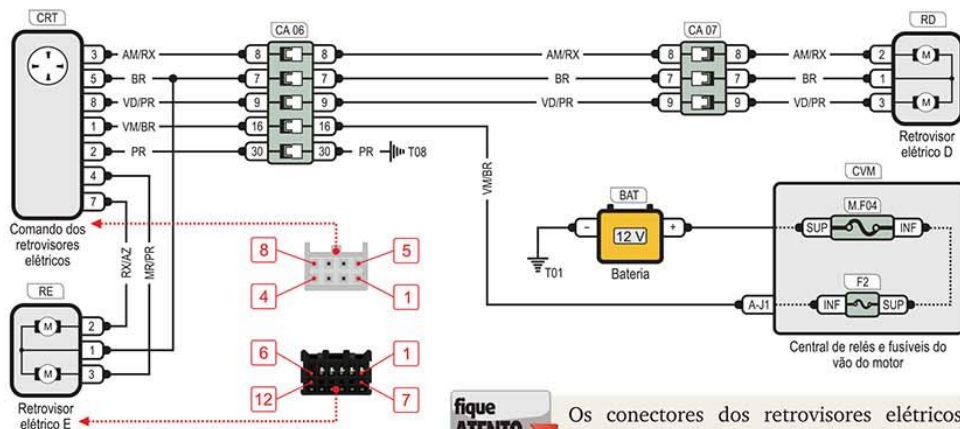 CRT
CA 06
CA 07
RD
3 AM/RX 8 8 AM/RX 8 8 AM/RX 2
5 BR 7 7 BR 7 7 BR 1
8 VD/PR 9 9 VD/PR 9 9 VD/PR 3
1 VM/BR 16 16
2 PR 30 30 PR T08
4
7
M
M
Retrovisor
elétrico D
Comando dos
retrovisores
elétricos
RX/AZ
MR/PR
VM/BR
BAT
- 12 V +
Bateria
T01
CVM
M.F04
SUP INF
F2
A-J1 INF SUP
Central de relés e fusíveis do
vão do motor
8 5
4 1
RE
M 2
1
M 3
Retrovisor
elétrico E
6 1
12 7
fique
ATENTO
Os conectores dos retrovisores elétricos